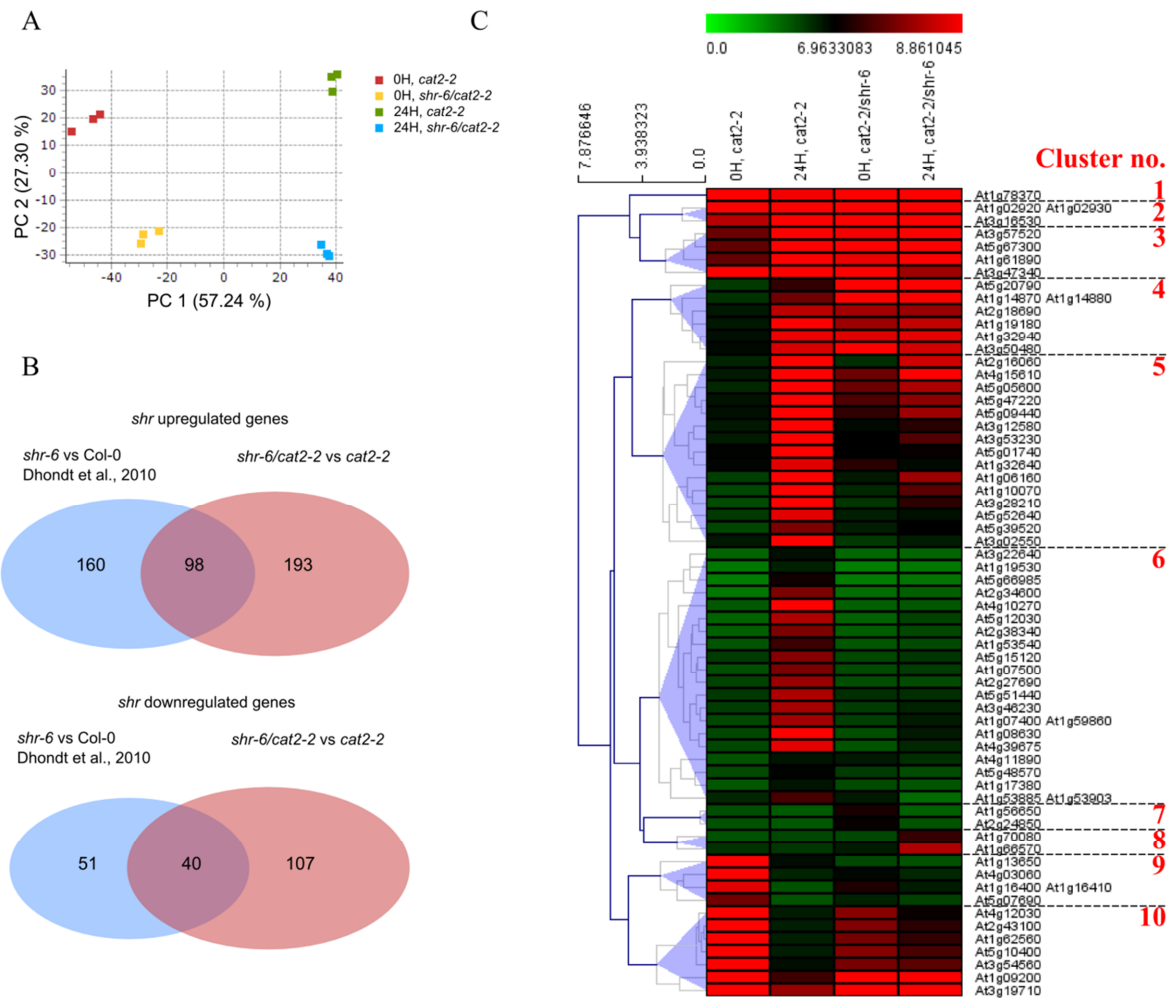 A
30
20
10
0
-10
-20
-30
-40
-20
0
20
40
PC 2 (27.30 %)
PC 1 (57.24 %)
0H, cat2-2
0H, shr-6/cat2-2
24H, cat2-2
24H, shr-6/cat2-2
B
shr upregulated genes
shr-6 vs Col-0
Dhondt et al., 2010
shr-6/cat2-2 vs cat2-2
160
98
193
shr downregulated genes
shr-6 vs Col-0
Dhondt et al., 2010
shr-6/cat2-2 vs cat2-2
51
40
107
C
0.0
6.9633083
8.861045
7.876646
3.938323
0.0
0H, cat2-2
24H, cat2-2
0H, cat2-2/shr-6
24H, cat2-2/shr-6
Cluster no.
At1g78370
1
At1g02920 At1g02930
2
At3g16530
At3g57520
3
At5g67300
At1g61890
At3g47340
At5g20790
4
At1g14870 At1g14880
At2g18690
At1g19180
At1g32940
At3g50480
At2g16060
5
At4g15610
At5g05600
At5g47220
At5g09440
At3g12580
At3g53230
At5g01740
At1g32640
At1g06160
At1g10070
At3g28210
At5g52640
At5g39520
At3g02550
At3g22640
6
At1g19530
At5g66985
At2g34600
At4g10270
At5g12030
At2g38340
At1g53540
At5g15120
At1g07500
At2g27690
At5g51440
At3g46230
At1g07400 At1g59860
At1g08630
At4g39675
At4g11890
At5g48570
At1g17380
At1g53885 At1g53903
At1g56650
7
At2g24850
At1g70080
8
At1g66570
At1g13650
9
At4g03060
At1g16400 At1g16410
At5g07690
At4g12030
10
At2g43100
At1g62560
At5g10400
At3g54560
At1g09200
At3g19710